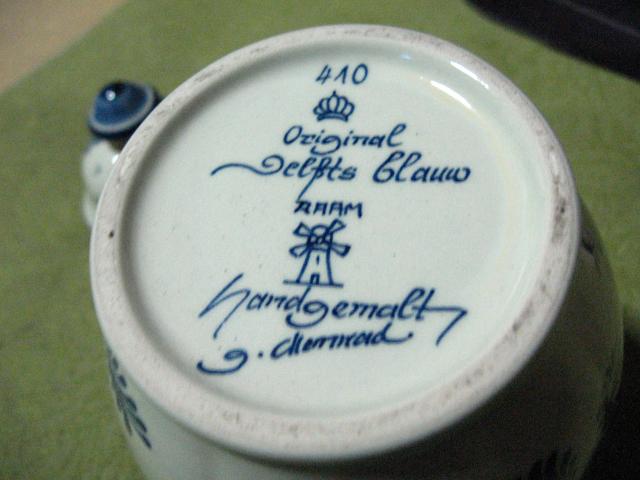 410
Original
Delfts blauw
RAAM
handgemalt
g.